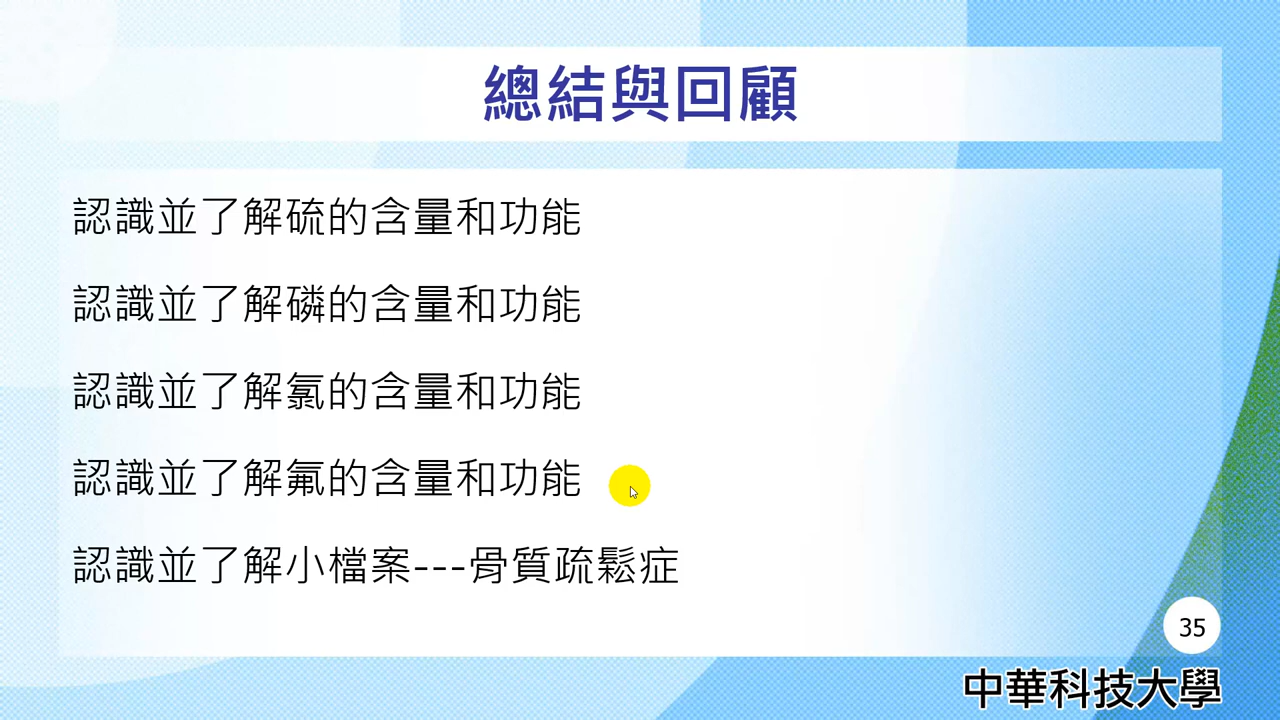 總結與回顧
認識並了解硫的含量和功能
認識並了解磷的含量和功能
認識並了解氯的含量和功能
認識並了解氟的含量和功能
認識並了解小檔案---骨質疏鬆症
35
中華科技大學